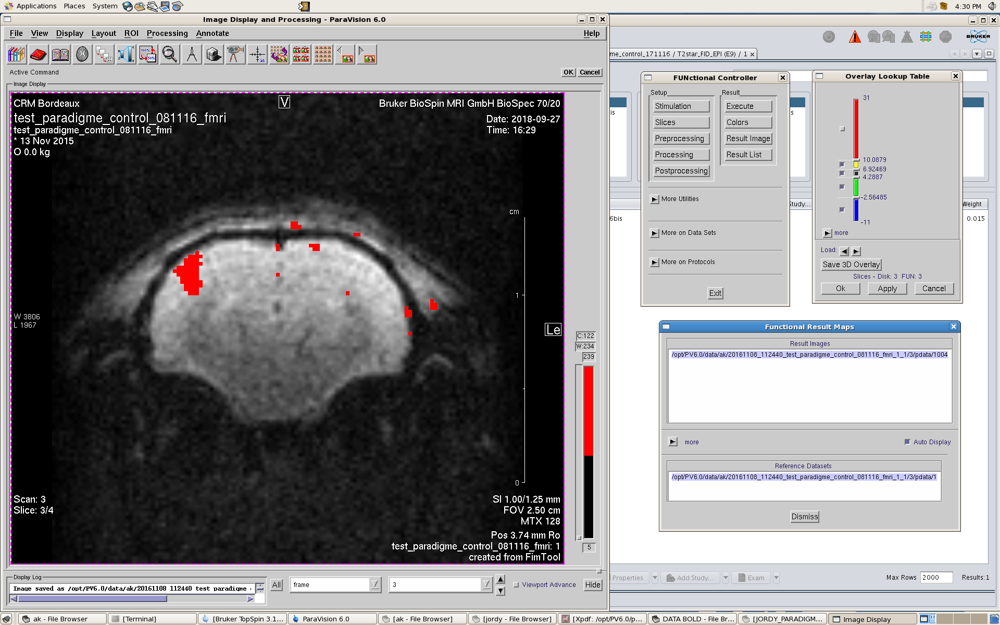 Applications Places System
4:30 PM
Image Display and Processing - ParaVision 6.0
File View Display Layout ROI Processing Annotate Help
Active Command
OK Cancel
Image Display
CRM Bordeaux
V
Bruker BioSpin MRI GmbH BioSpec 70/20
test_paradigme_control_081116_fmri
Date: 2018-09-27
test_paradigme_control_081116_fmri
Time: 16:29
* 13 Nov 2015
O 0.0 kg
cm
1
W 3806
L 1967
Le
0
C:122
W:234
239
5
Scan: 3
Slice: 3/4
SI 1.00/1.25 mm
FOV 2.50 cm
MTX 128
Pos 3.74 mm Ro
test_paradigme_control_081116_fmri: 1
created from FimTool
Display Log
Image saved as /opt/PV6.0/data/ak/20161108_112440_test_paradigme
All
frame
3
Viewport Advance
Hide
BRUKER
me_control_171116 / T2star_FID_EPI (E9) / 1
is
s
FUNctional Controller
Setup
Result
Stimulation
Execute
Slices
Colors
Preprocessing
Result Image
Processing
Result List
Postprocessing
More Utilities
More on Data Sets
More on Protocols
Exit
Overlay Lookup Table
31
10.0879
6.92469
4.2887
-2.56485
-11
more
Load:
Save 3D Overlay
Slices - Disk: 3 FUN: 3
Ok Apply Cancel
Study...
Weight
6bis
0.015
Functional Result Maps
Result Images
/opt/PV6.0/data/ak/20161108_112440_test_paradigme_control_081116_fmri_1_1/3/pdata/1004
more
Auto Display
Reference Datasets
/opt/PV6.0/data/ak/20161108_112440_test_paradigme_control_081116_fmri_1_1/3/pdata/1
Dismiss
Properties
Add Study...
Exam
Max Rows 2000
Results:1
ak - File Browser
[Terminal]
[Bruker TopSpin 3.1...
ParaVision 6.0
[ak - File Browser]
[jordy - File Browser]
[Xpdf: /opt/PV6.0/p...
DATA BOLD - File Br...
[JORDY_PARADIGM...
Image Display